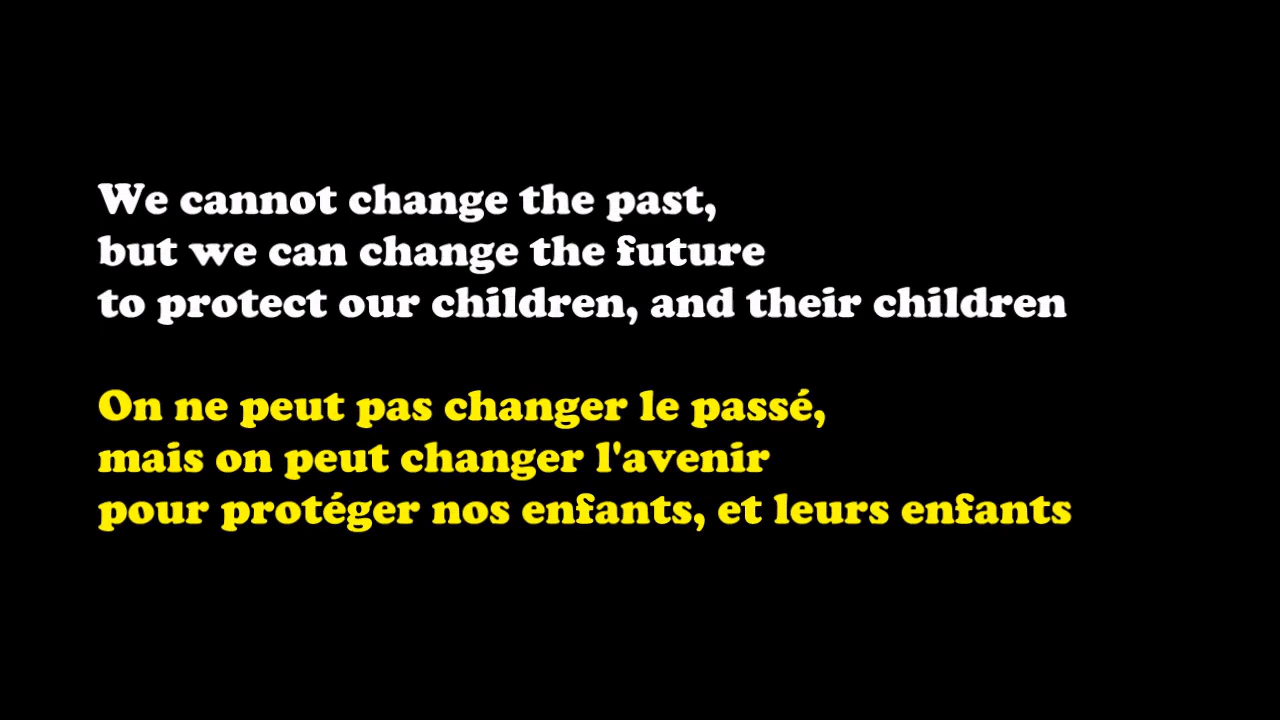 We cannot change the past,
but we can change the future
to protect our children, and their children
On ne peut pas changer le passé,
mais on peut changer l'avenir
pour protéger nos enfants, et leurs enfants